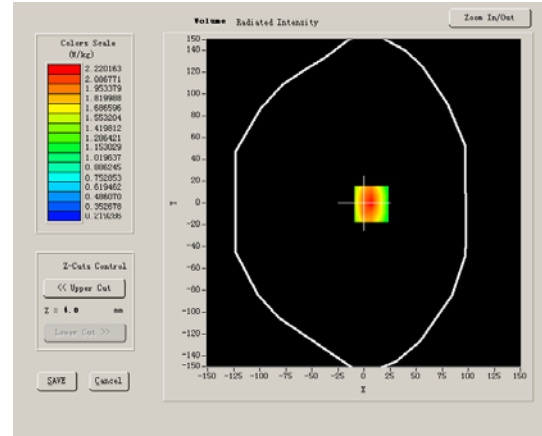 Volume Radiated Intensity
Zoom In/Out
Colors Scale
(W/kg)
2.220163
2.086771
1.953379
1.819988
1.686596
1.553204
1.419812
1.286421
1.153029
1.019637
0.886245
0.752853
0.619462
0.486070
0.352678
0.219286
Z-Cuts Control
<< Upper Cut
Z = 4.0 mm
Lower Cut >>
SAVE Cancel
150
140
120
100
80
60
40
20
0
-20
-40
-60
-80
-100
-120
-140
-150
Y
-150 -125 -100 -75 -50 -25 0 25 50 75 100 125 150
X